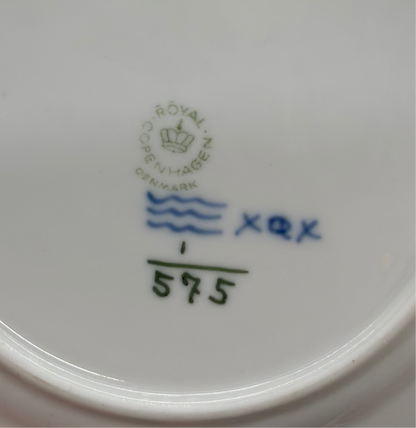 ROYAL COPENHAGEN
DENMARK
1
575